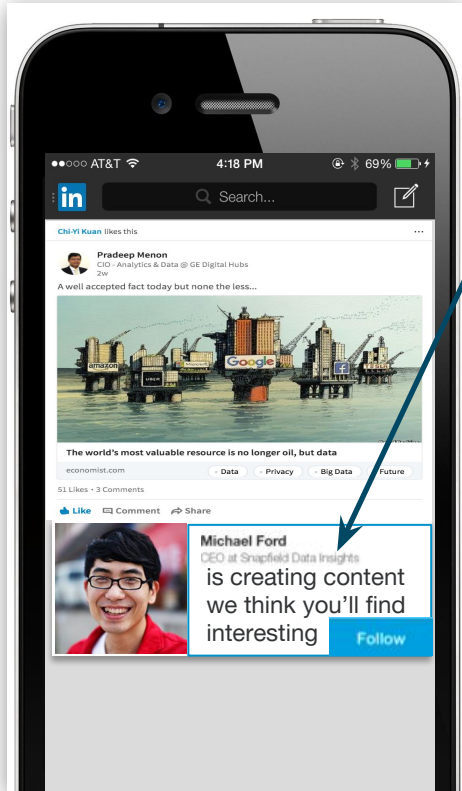 AT&T 4:18 PM 69%
in Search...
Chi-Yi Kuan likes this ...
Pradeep Menon
CIO - Analytics & Data @ GE Digital Hubs
2w
A well accepted fact today but none the less...
amazon UBER Microsoft Google f TESLA
The world's most valuable resource is no longer oil, but data
economist.com Data Privacy Big Data Future
51 Likes • 3 Comments
Like Comment Share
Michael Ford
CEO at Snapfield Data Insights
is creating content
we think you'll find
interesting Follow